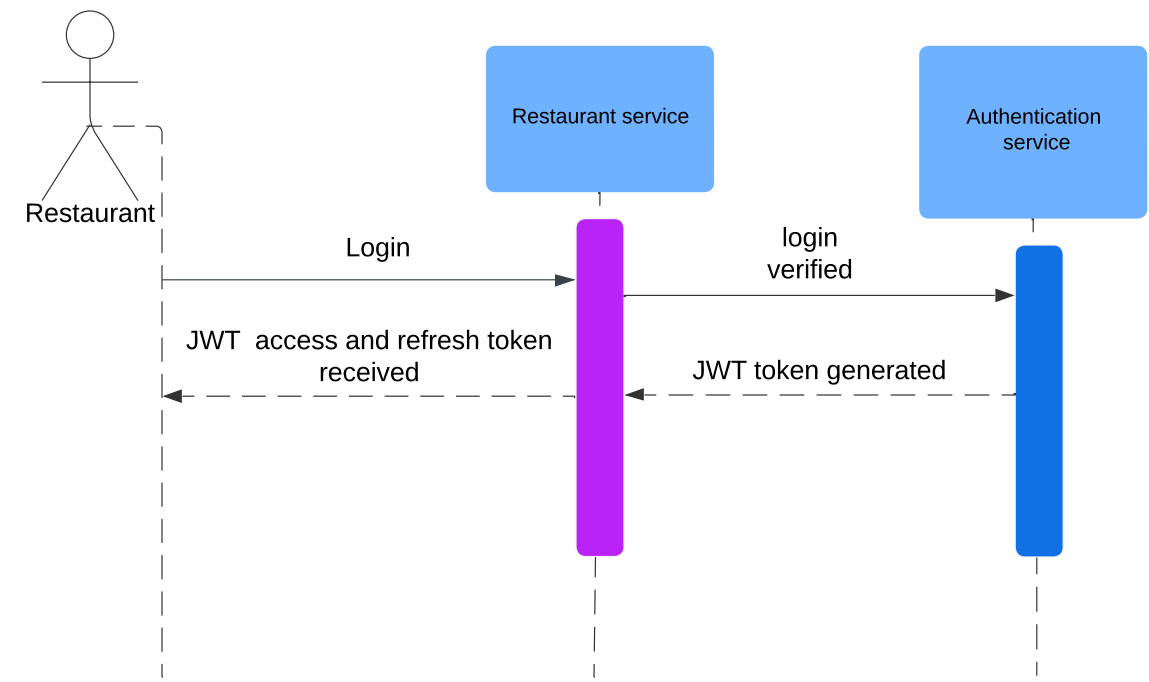 Restaurant service
Authentication
service
Restaurant
Login
login
verified
JWT  access and refresh token
received
JWT token generated